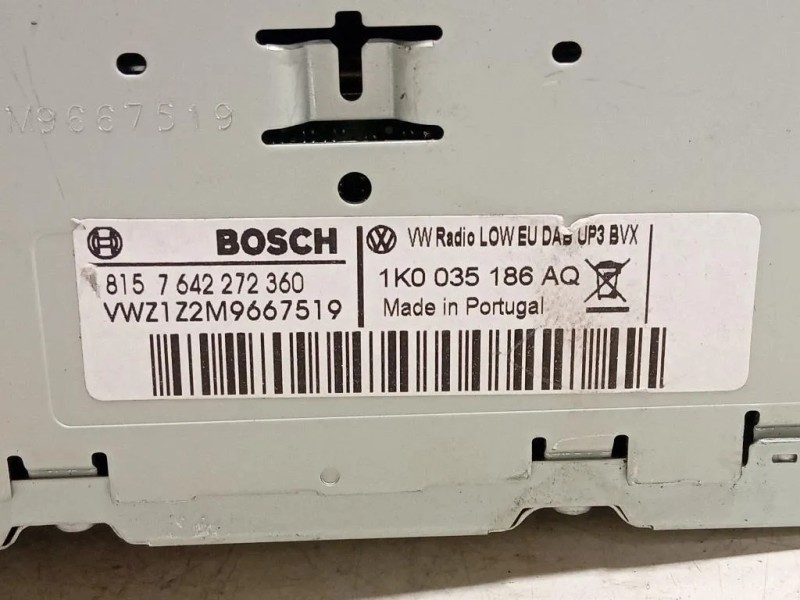 M9667519
BOSCH
VW Radio LOW EU DAB UP3 BVX
815 7 642 272 360
1K0 035 186 AQ
VWZ1Z2M9667519
Made in Portugal